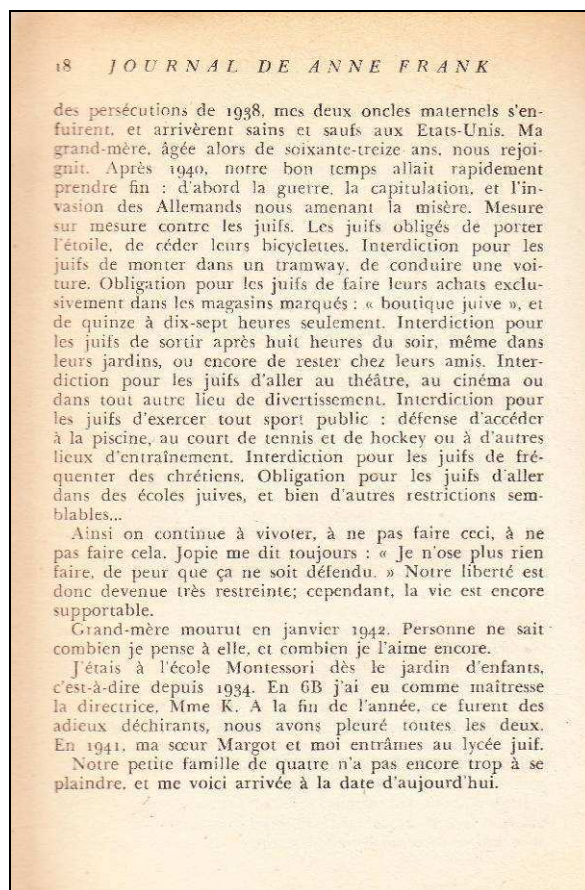 18 JOURNAL DE ANNE FRANK
des persécutions de 1938, mes deux oncles maternels s'en-
fuirent, et arrivèrent sains et saufs aux Etats-Unis. Ma
grand-mère, âgée alors de soixante-treize ans, nous rejoi-
gnit. Après 1940, notre bon temps allait rapidement
prendre fin : d'abord la guerre, la capitulation, et l'in-
vasion des Allemands nous amenant la misère. Mesure
sur mesure contre les juifs. Les juifs obligés de porter
l'étoile, de céder leurs bicyclettes. Interdiction pour les
juifs de monter dans un tramway, de conduire une voi-
ture. Obligation pour les juifs de faire leurs achats exclu-
sivement dans les magasins marqués : « boutique juive », et
de quinze à dix-sept heures seulement. Interdiction pour
les juifs de sortir après huit heures du soir, même dans
leurs jardins, ou encore de rester chez leurs amis. Inter-
diction pour les juifs d'aller au théâtre, au cinéma ou
dans tout autre lieu de divertissement. Interdiction pour
les juifs d'exercer tout sport public : défense d'accéder
à la piscine, au court de tennis et de hockey ou à d'autres
lieux d'entraînement. Interdiction pour les juifs de fré-
quenter des chrétiens. Obligation pour les juifs d'aller
dans des écoles juives, et bien d'autres restrictions sem-
blables...
Ainsi on continue à vivoter, à ne pas faire ceci, à ne
pas faire cela. Jopie me dit toujours : « Je n'ose plus rien
faire, de peur que ça ne soit défendu. » Notre liberté est
donc devenue très restreinte; cependant, la vie est encore
supportable.
Grand-mère mourut en janvier 1942. Personne ne sait
combien je pense à elle, et combien je l'aime encore.
J'étais à l'école Montessori dès le jardin d'enfants,
c'est-à-dire depuis 1934. En 6B j'ai eu comme maîtresse
la directrice, Mme K. A la fin de l'année, ce furent des
adieux déchirants, nous avons pleuré toutes les deux.
En 1941, ma sœur Margot et moi entrâmes au lycée juif.
Notre petite famille de quatre n'a pas encore trop à se
plaindre, et me voici arrivée à la date d'aujourd'hui.